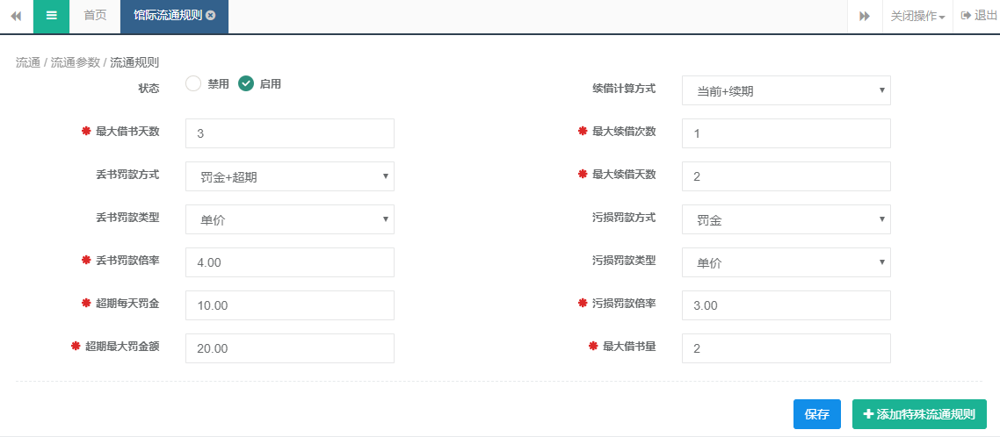 首页 馆际流通规则 关闭操作 退出
流通 / 流通参数 / 流通规则
状态 禁用 启用 续借计算方式 当前+续期
最大借书天数 3 最大续借次数 1
丢书罚款方式 罚金+超期 最大续借天数 2
丢书罚款类型 单价 污损罚款方式 罚金
丢书罚款倍率 4.00 污损罚款类型 单价
超期每天罚金 10.00 污损罚款倍率 3.00
超期最大罚金额 20.00 最大借书量 2
保存 添加特殊流通规则